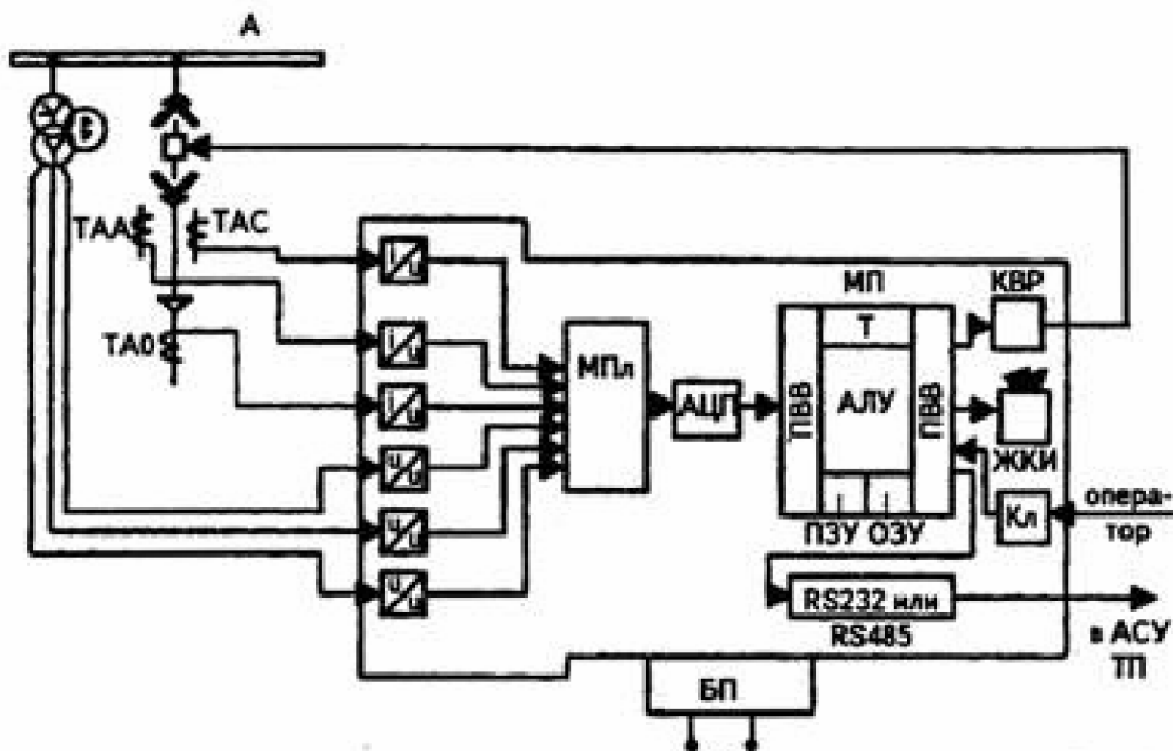 А
ТАА
ТАС
ТА0
i/u
i/u
i/u
u/u
u/u
u/u
МПл
АЦП
МП
ПВВ
Т
АЛУ
ПВВ
ПЗУ ОЗУ
КВР
ЖКИ
Кл
опера-
тор
RS232 или
RS485
в АСУ
ТП
БП